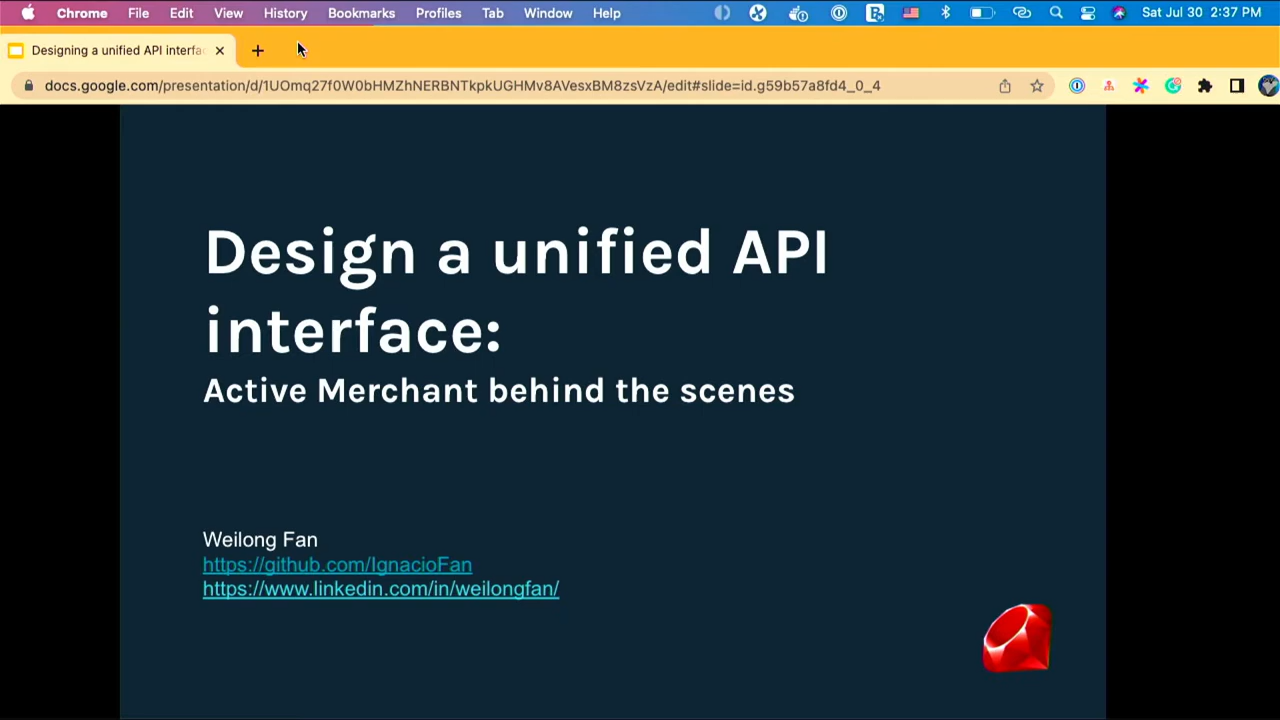 Chrome File Edit View History Bookmarks Profiles Tab Window Help Sat Jul 30 2:37 PM
Designing a unified API interfa
docs.google.com/presentation/d/1UOmq27f0W0bHMZhNERBNTkpkUGHMv8AVesxBM8zsVzA/edit#slide=id.g59b57a8fd4_0_4
Design a unified API
interface:
Active Merchant behind the scenes
Weilong Fan
https://github.com/IgnacioFan
https://www.linkedin.com/in/weilongfan/